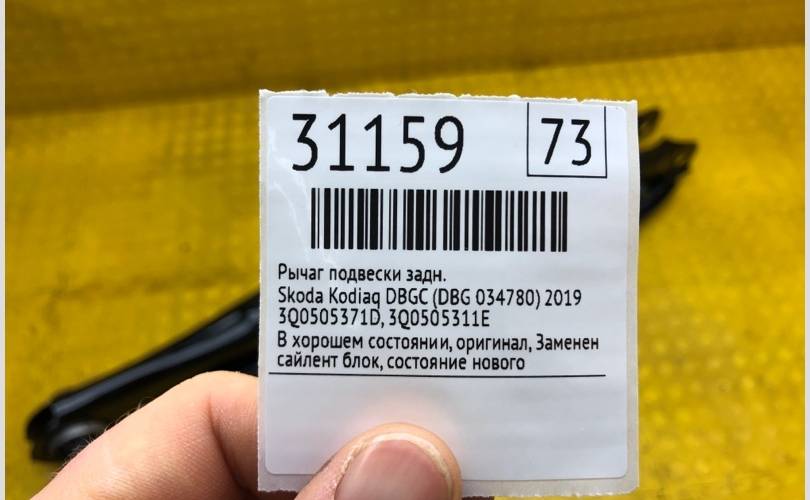 31159
73
Рычаг подвески задн.
Skoda Kodiaq DBGC (DBG 034780) 2019
3Q0505371D, 3Q0505311E
В хорошем состоянии, оригинал, Заменен
сайлент блок, состояние нового